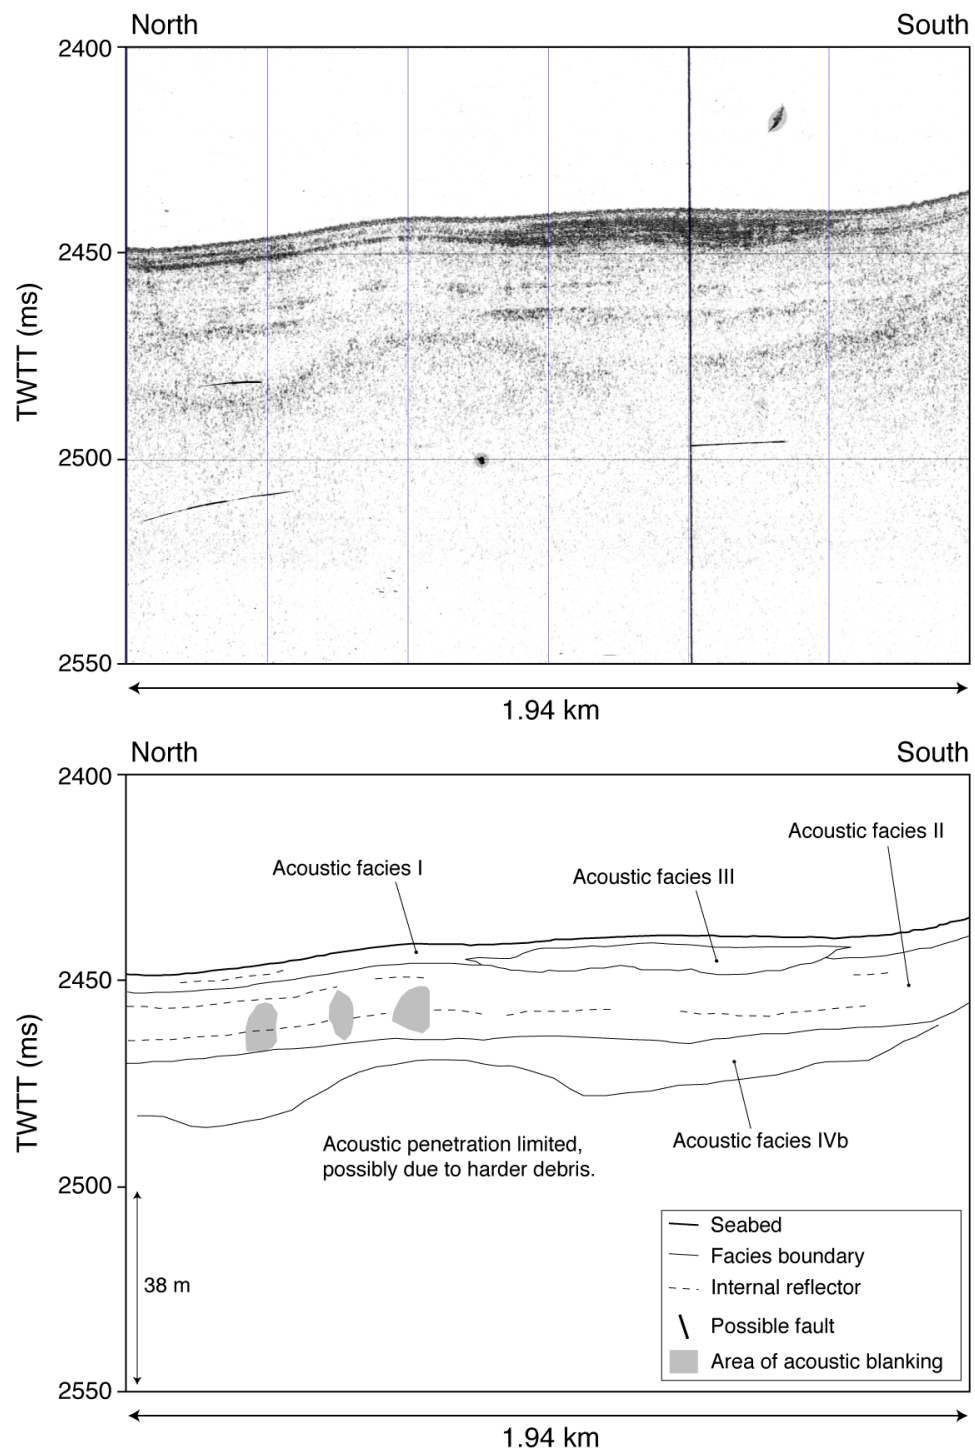 North South
2400
2450
TWTT (ms)
2500
2550
1.94 km
North South
2400
Acoustic facies II
Acoustic facies I
Acoustic facies III
2450
TWTT (ms)
Acoustic facies IVb
Acoustic penetration limited,
possibly due to harder debris.
2500
Seabed
Facies boundary
38 m
Internal reflector
Possible fault
Area of acoustic blanking
2550
1.94 km